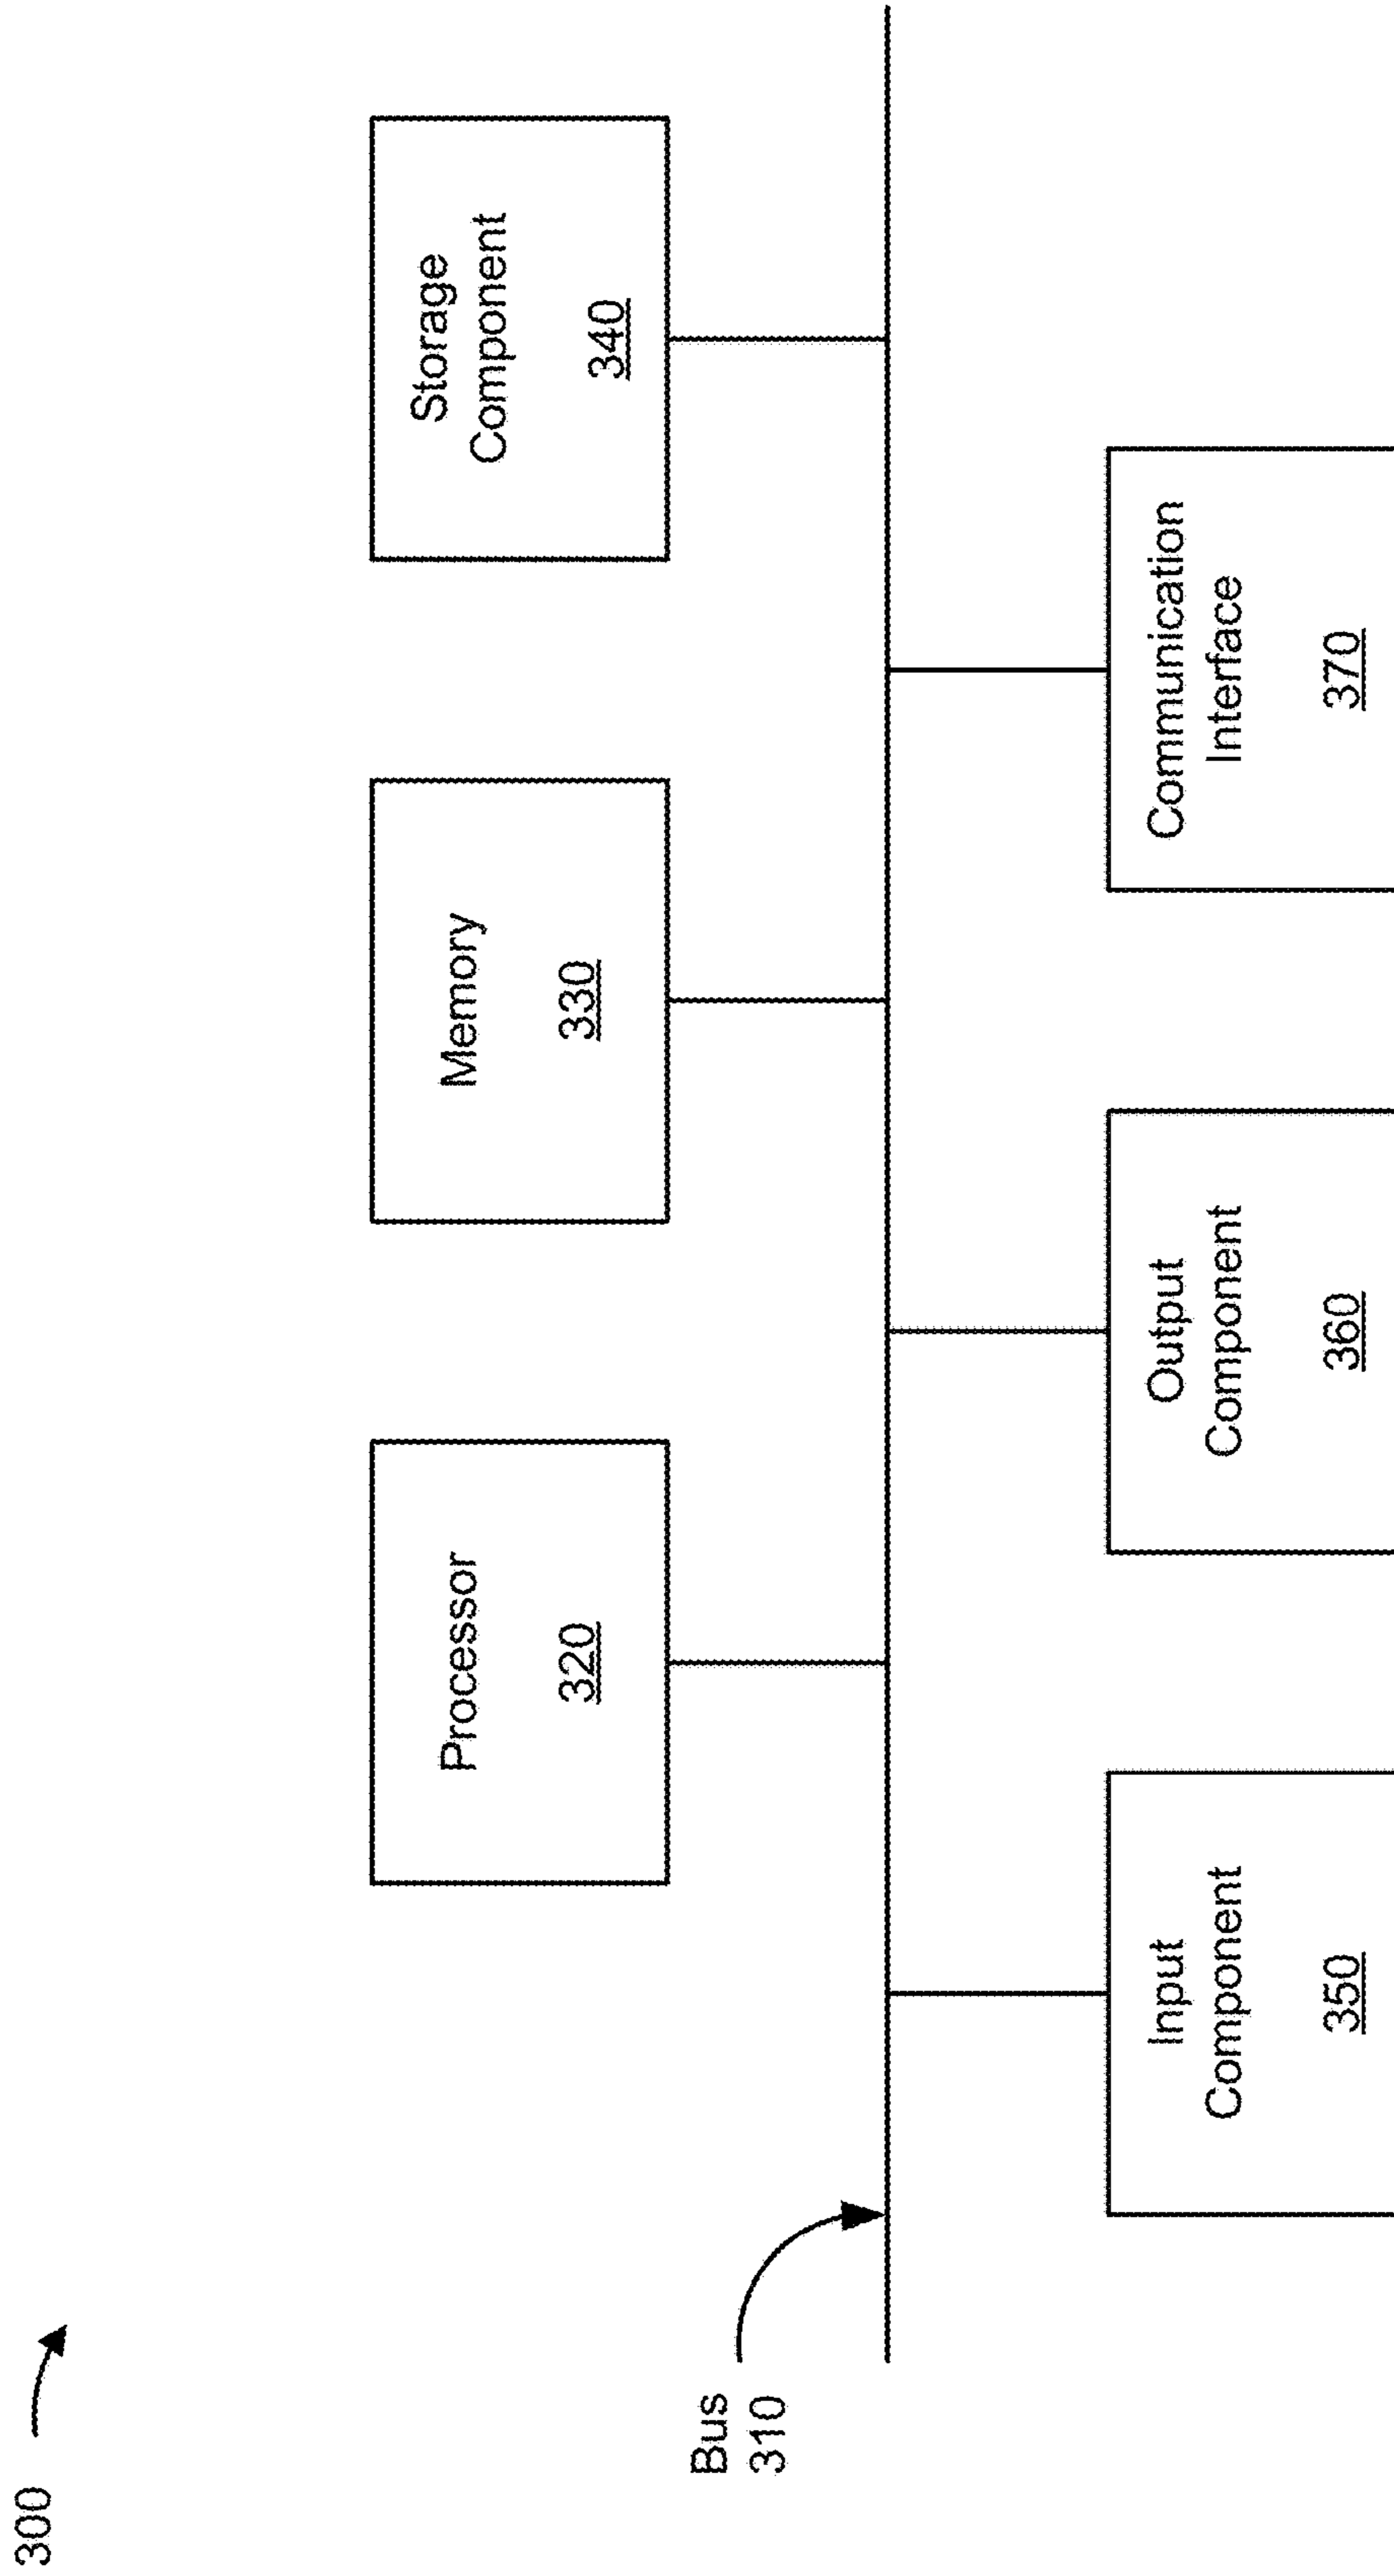 300
Bus
310
Processor
320
Memory
330
Storage
Component
340
Input
Component
350
Output
Component
360
Communication
Interface
370